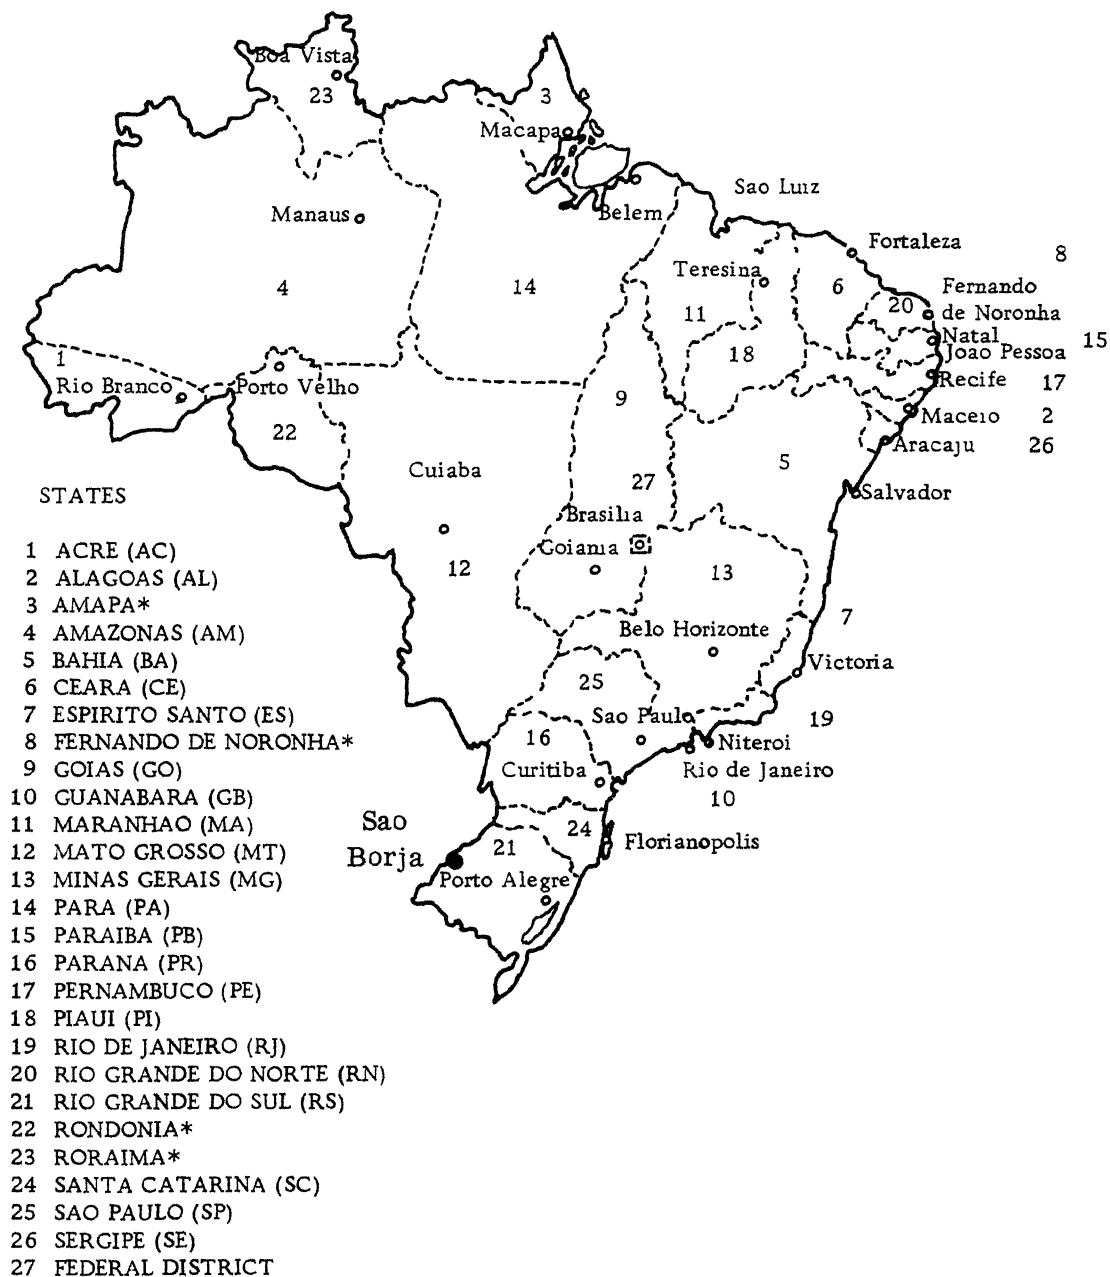 Boa Vista
23
3
Macapa
Sao Luiz
Belem
Manaus
Fortaleza
8
Teresina
4
14
6
Fernando
de Noronha
20
11
Natal
15
18
Joao Pessoa
1
Rio Branco
Porto Velho
Recife 17
9
Maceio 2
22
Aracaju 26
Cuiaba
5
27
Salvador
Brasilia
Goiania
12
13
7
Belo Horizonte
Victoria
25
Sao Paulo
19
16
Niteroi
Curitiba
Rio de Janeiro
10
Sao
Borja
24
21
Florianopolis
Porto Alegre
STATES
1 ACRE (AC)
2 ALAGOAS (AL)
3 AMAPA*
4 AMAZONAS (AM)
5 BAHIA (BA)
6 CEARA (CE)
7 ESPIRITO SANTO (ES)
8 FERNANDO DE NORONHA*
9 GOIAS (GO)
10 GUANABARA (GB)
11 MARANHAO (MA)
12 MATO GROSSO (MT)
13 MINAS GERAIS (MG)
14 PARA (PA)
15 PARAIBA (PB)
16 PARANA (PR)
17 PERNAMBUCO (PE)
18 PIAUI (PI)
19 RIO DE JANEIRO (RJ)
20 RIO GRANDE DO NORTE (RN)
21 RIO GRANDE DO SUL (RS)
22 RONDONIA*
23 RORAIMA*
24 SANTA CATARINA (SC)
25 SAO PAULO (SP)
26 SERGIPE (SE)
27 FEDERAL DISTRICT